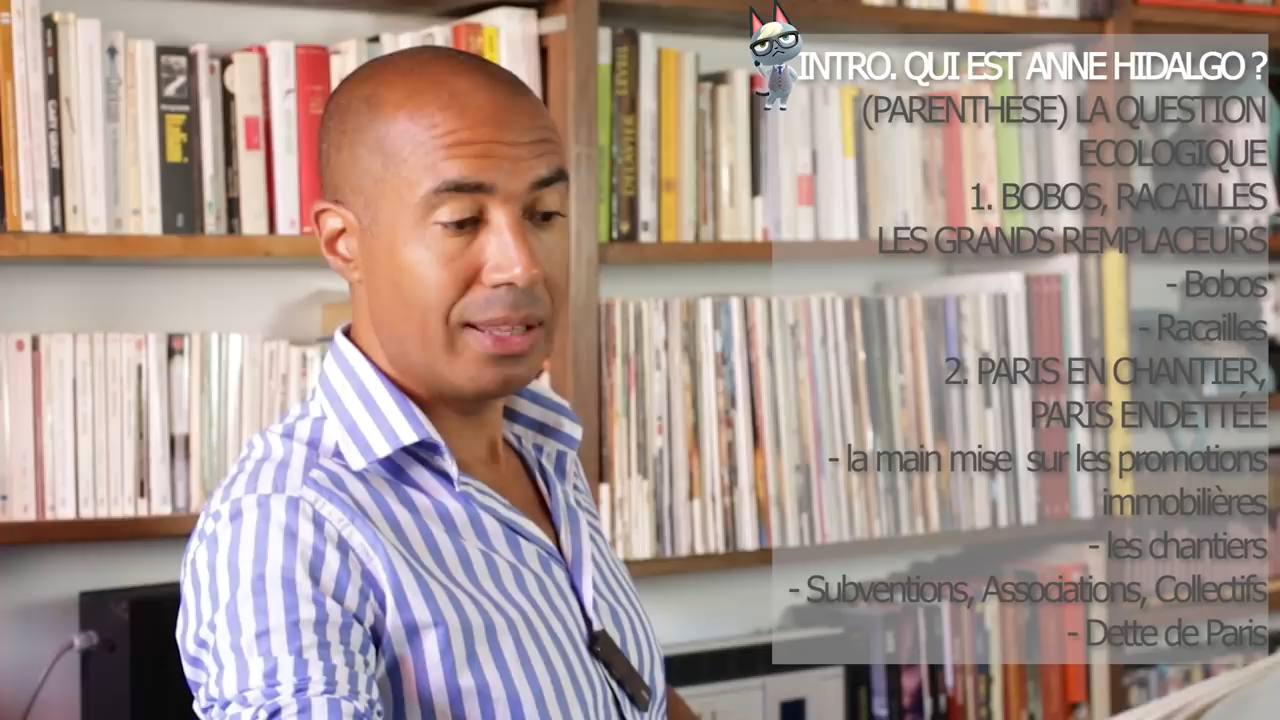 INTRO. QUI EST ANNE HIDALGO ?
(PARENTHESE) LA QUESTION
ECOLOGIQUE
1. BOBOS, RACAILLES
LES GRANDS REMPLACEURS
- Bobos
- Racailles
2. PARIS EN CHANTIER,
PARIS ENDETTÉE
- la main mise sur les promotions
immobilières
- les chantiers
- Subventions, Associations, Collectifs
- Dette de Paris